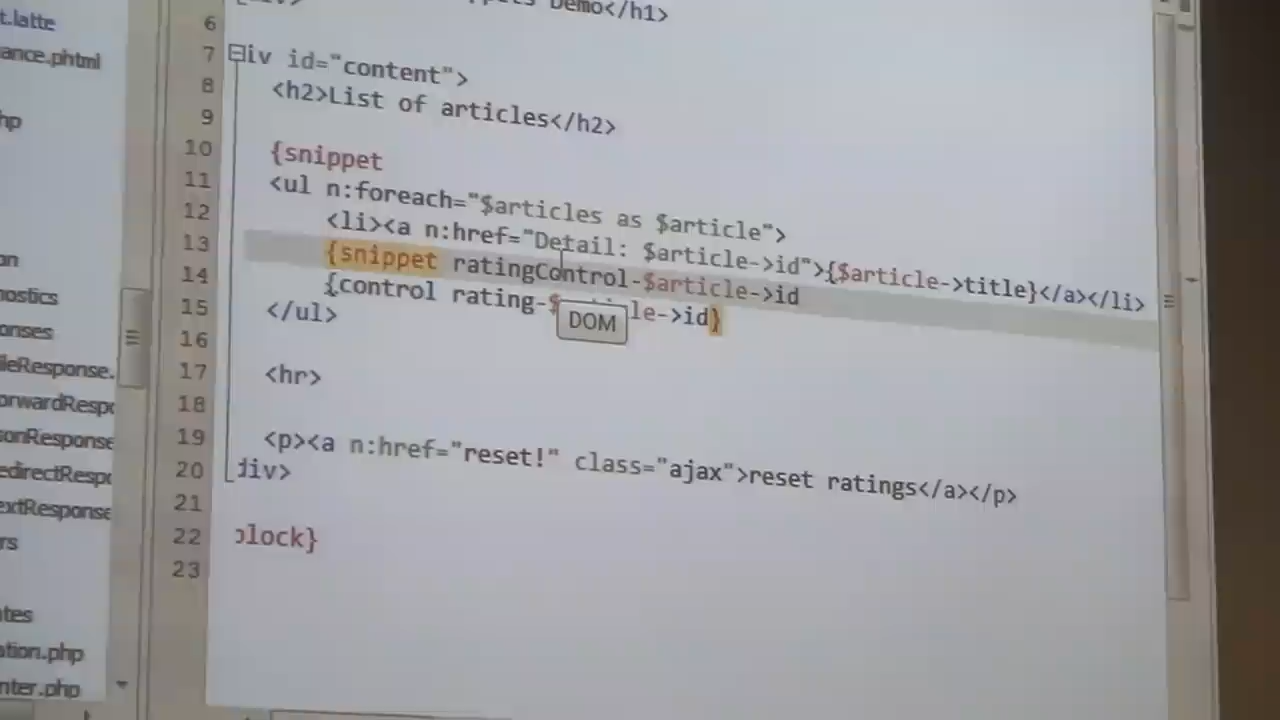 t.latte
ance.phtml
hp
on
nostics
onses
ileResponse.
orwardRespo
sonResponse
edirectRespo
extResponse
rs
ates
ation.php
nter.php
6 Demo</h1>
7 iv id="content">
8 <h2>List of articles</h2>
9
10 {snippet
11 <ul n:foreach="$articles as $article">
12 <li><a n:href="Detail: $article->id">{$article->title}</a></li>
13 {snippet ratingControl-$article->id
14 {control rating-$ le->id}
15 </ul>
16
17 <hr>
18
19 <p><a n:href="reset!" class="ajax">reset ratings</a></p>
20 div>
21
22 block}
23
DOM